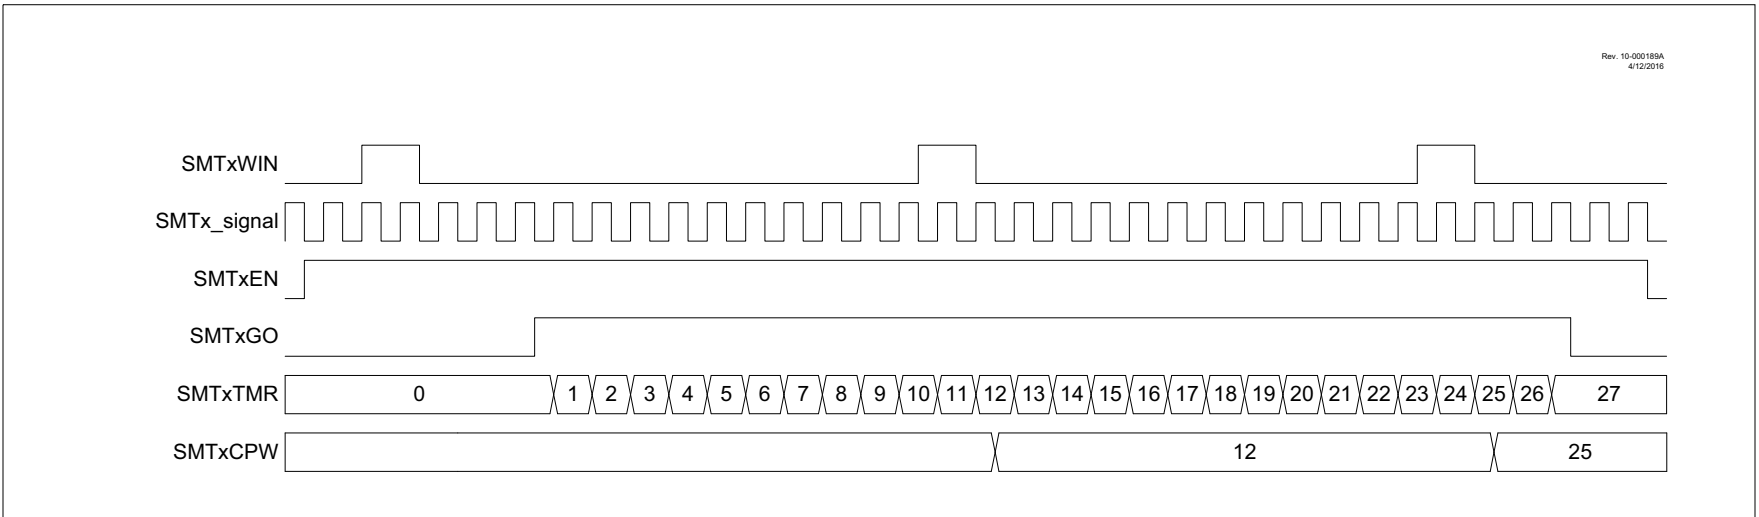 Rev. 10-000189A
4/12/2016
SMTxWIN
SMTx_signal
SMTxEN
SMTxGO
SMTxTMR 0 1 2 3 4 5 6 7 8 9 10 11 12 13 14 15 16 17 18 19 20 21 22 23 24 25 26 27
SMTxCPW 12 25